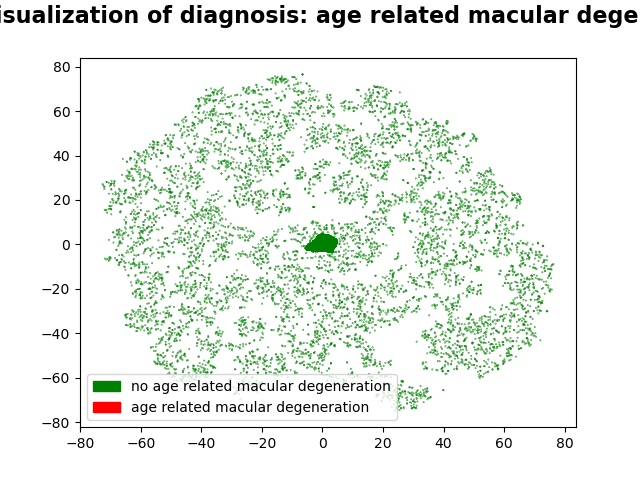 isualization of diagnosis: age related macular dege
80
60
40
20
0
−20
−40
−60
−80
no age related macular degeneration
age related macular degeneration
−80 −60 −40 −20 0 20 40 60 80